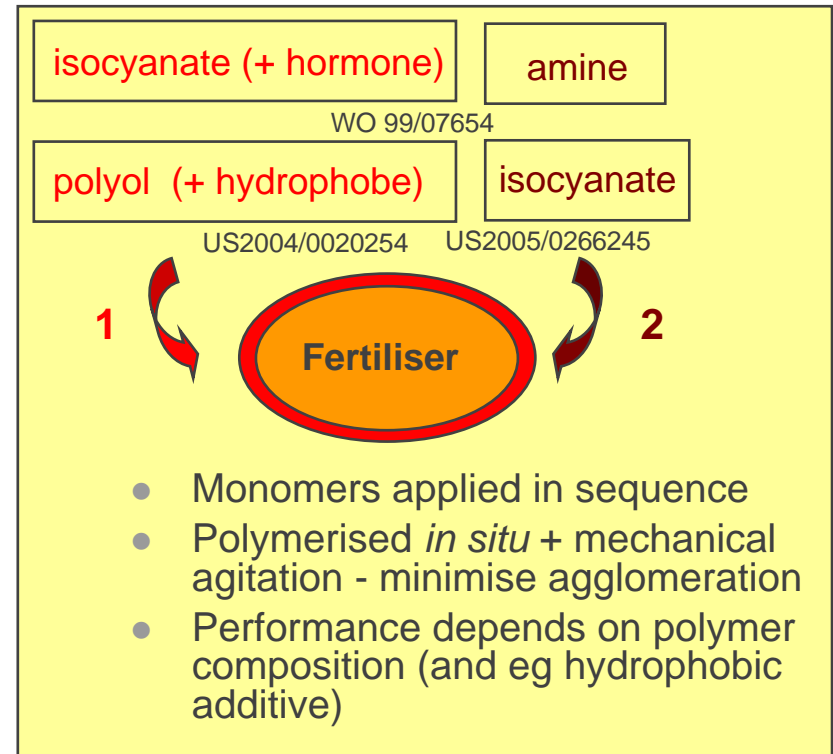 isocyanate (+ hormone) amine
WO 99/07654
polyol (+ hydrophobe) isocyanate
US2004/0020254 US2005/0266245
1 2
Fertiliser
● Monomers applied in sequence
● Polymerised in situ + mechanical
agitation - minimise agglomeration
● Performance depends on polymer
composition (and eg hydrophobic
additive)